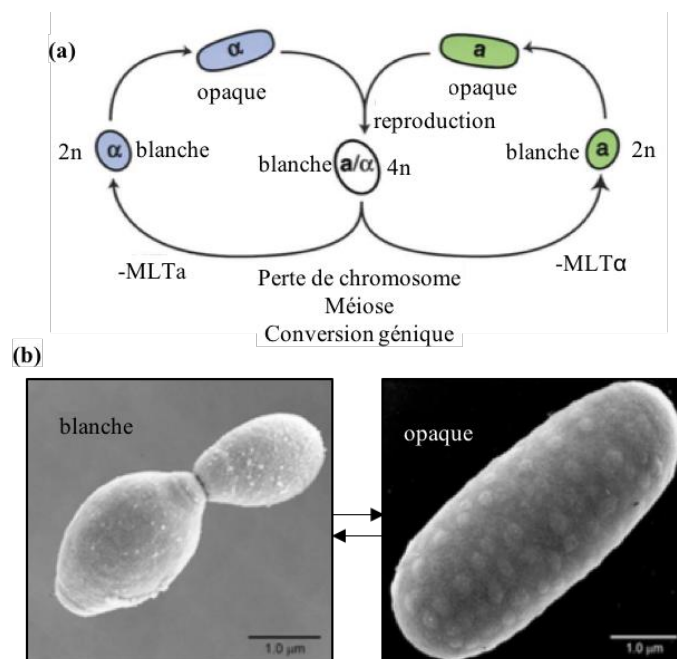 (a)
α
a
opaque
opaque
reproduction
2n
α
blanche
blanche
a/α
4n
blanche
a
2n
-MLTa
-MLTα
Perte de chromosome
Méiose
Conversion génique
(b)
blanche
opaque
1.0 µm
1.0 µm